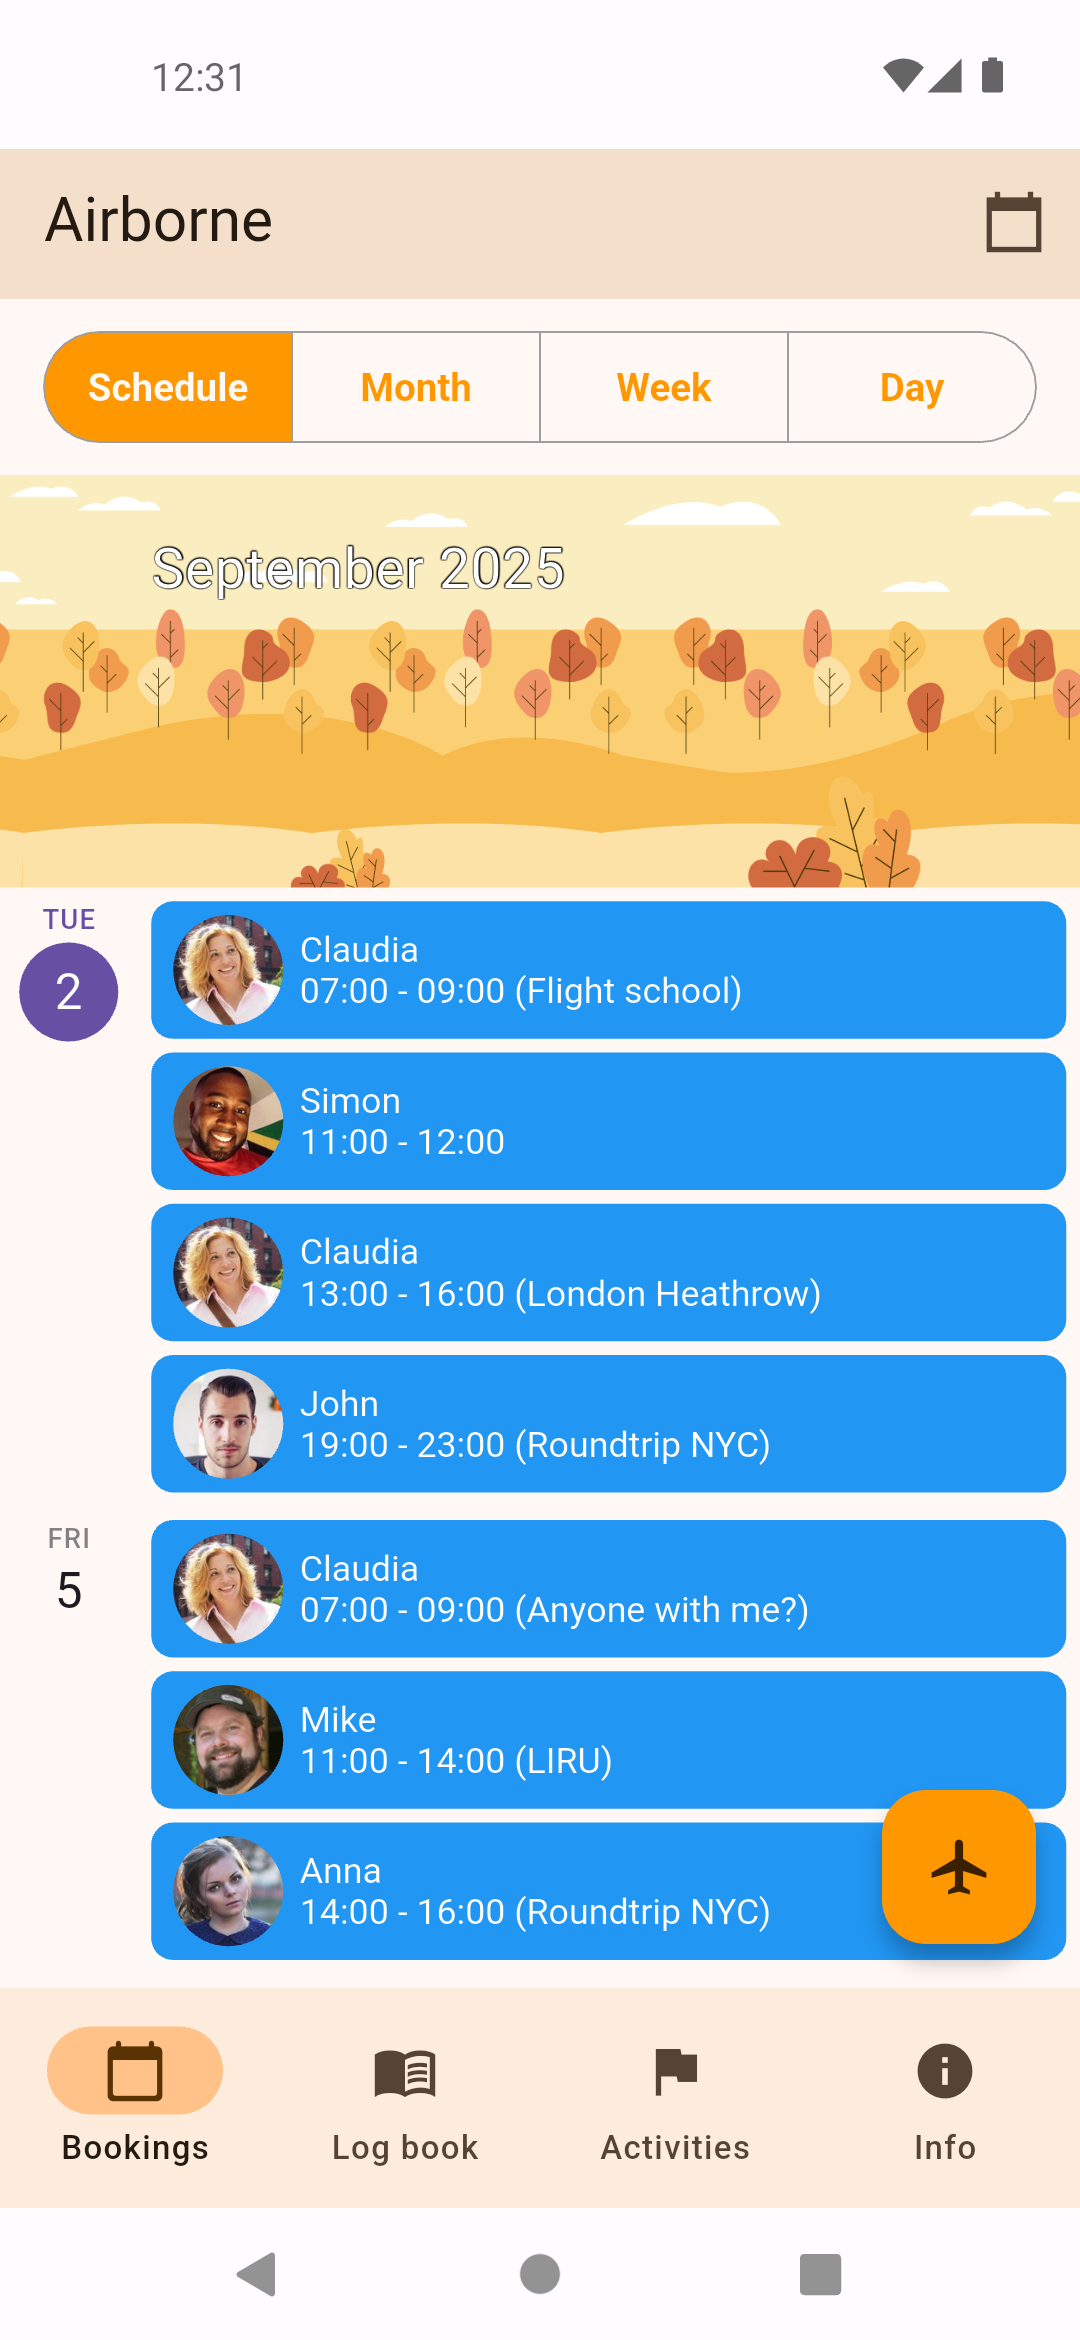 12:31
Airborne
Schedule
Month
Week
Day
September 2025
TUE
2
Claudia
07:00 - 09:00 (Flight school)
Simon
11:00 - 12:00
Claudia
13:00 - 16:00 (London Heathrow)
John
19:00 - 23:00 (Roundtrip NYC)
FRI
5
Claudia
07:00 - 09:00 (Anyone with me?)
Mike
11:00 - 14:00 (LIRU)
Anna
14:00 - 16:00 (Roundtrip NYC)
Bookings
Log book
Activities
Info